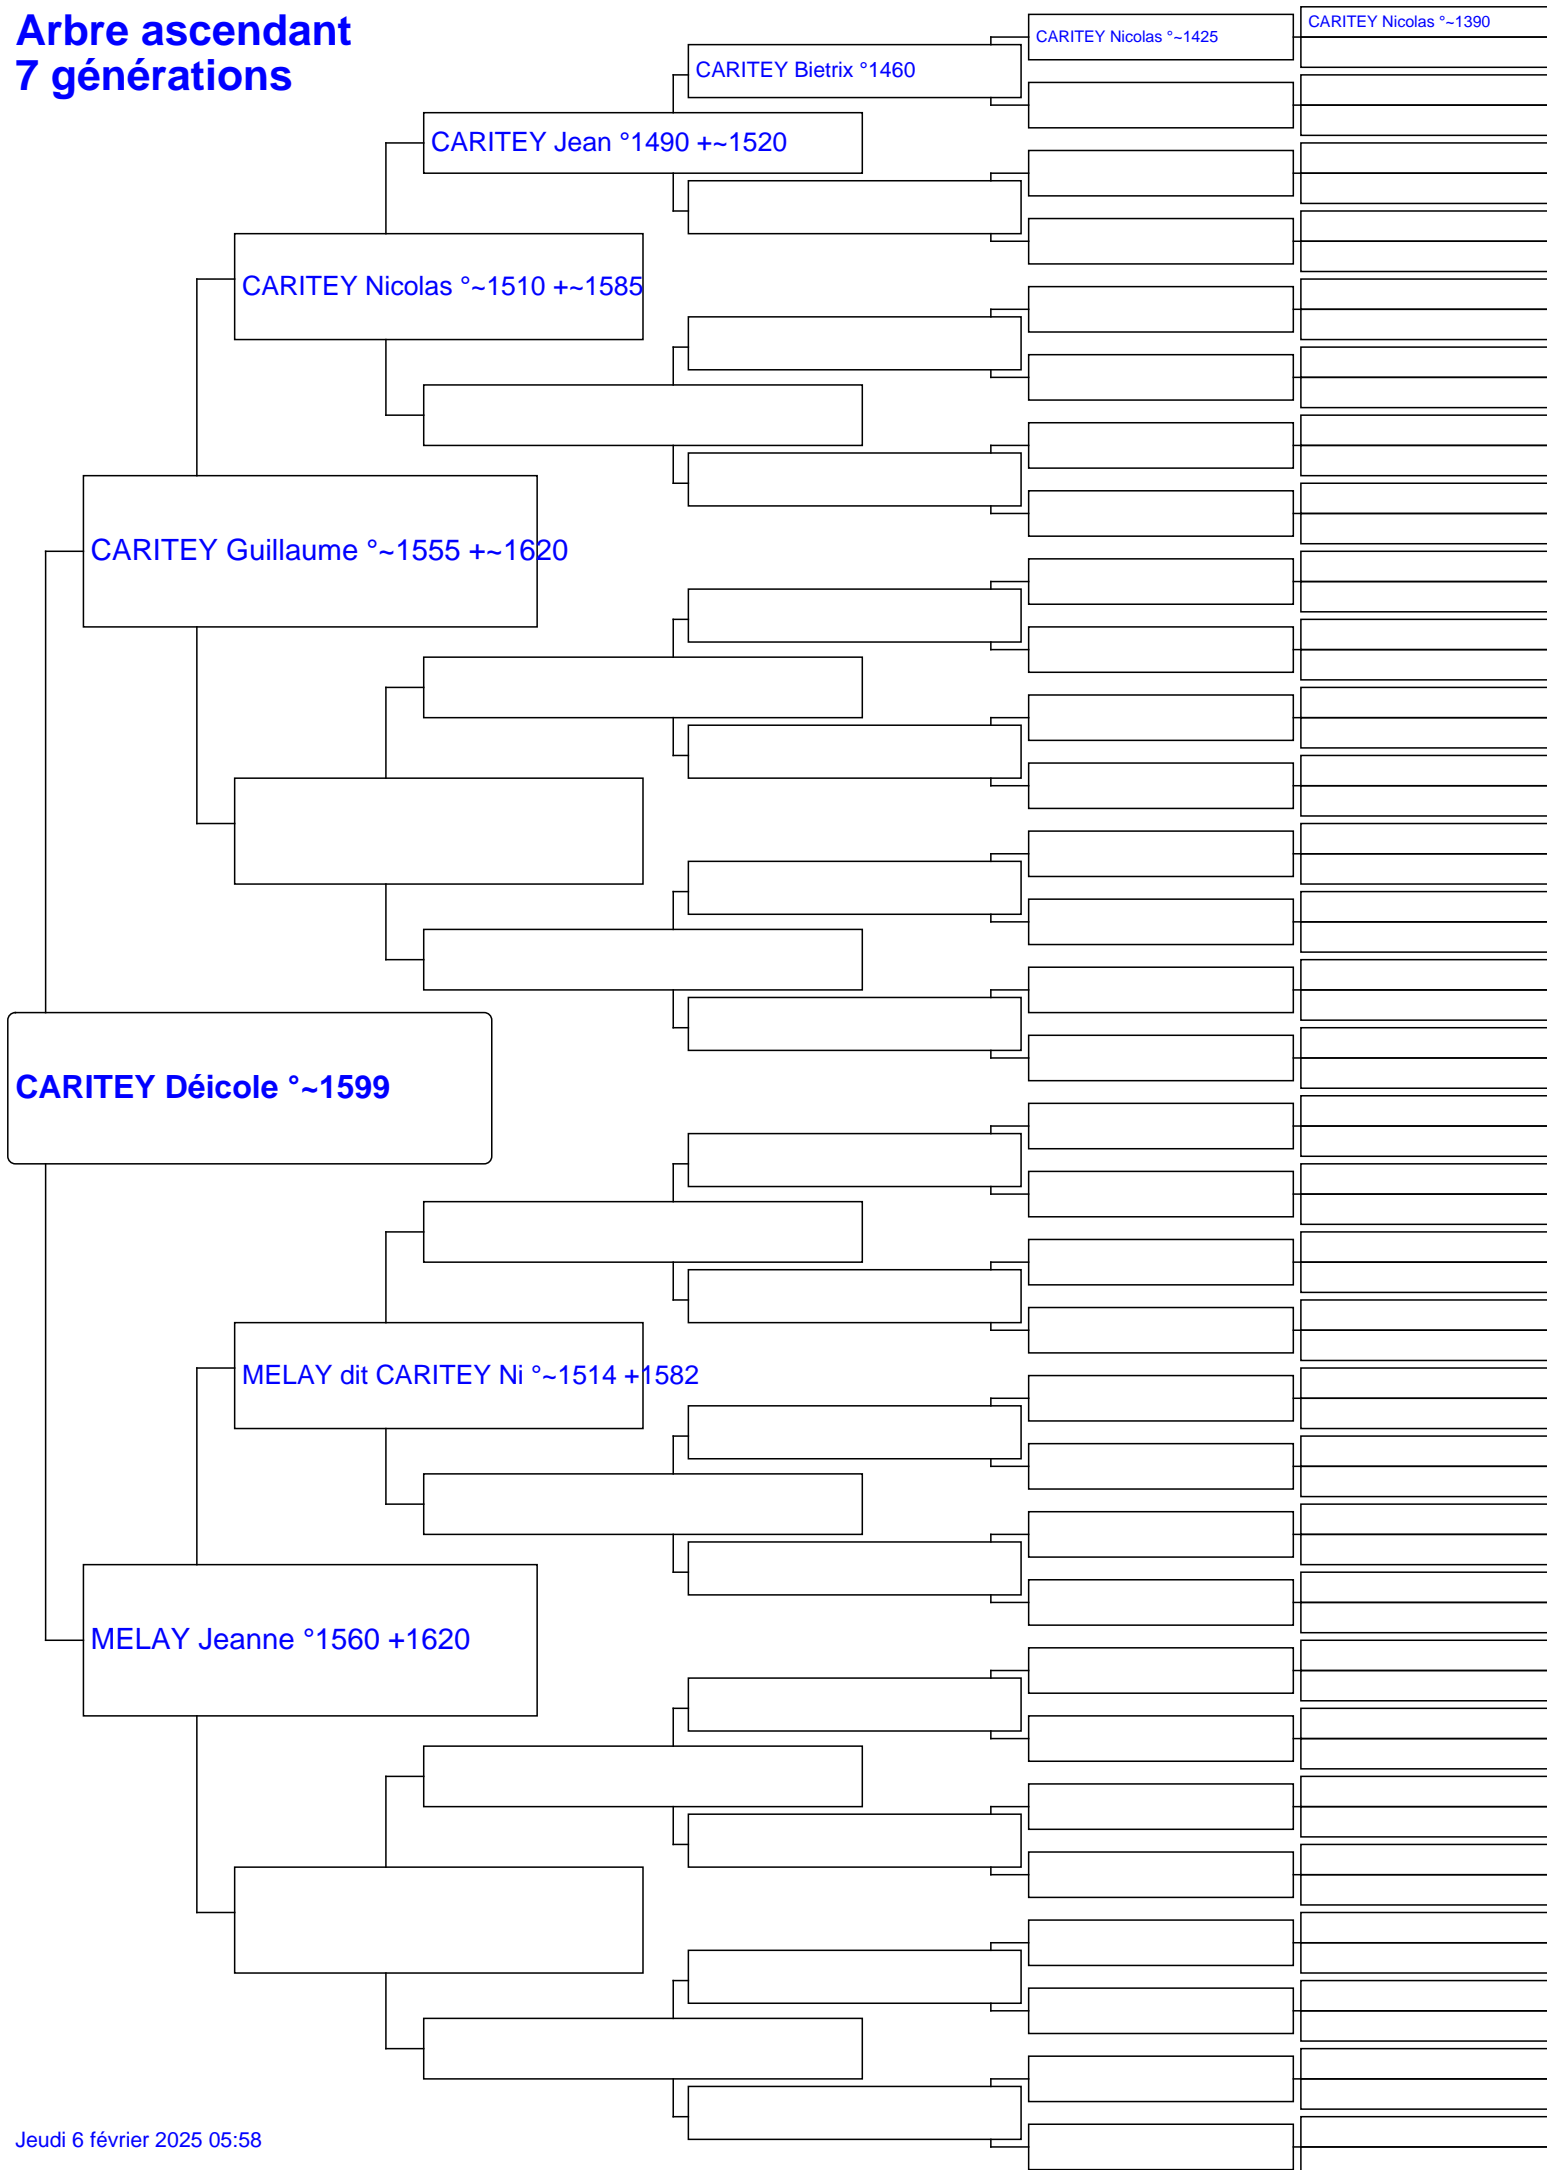 Arbre ascendant
7 générations
CARITEY Nicolas °~1390
CARITEY Nicolas °~1425
CARITEY Bietrix °1460
CARITEY Jean °1490 +~1520
CARITEY Nicolas °~1510 +~1585
CARITEY Guillaume °~1555 +~1620
CARITEY Déicole °~1599
MELAY dit CARITEY Ni °~1514 +1582
MELAY Jeanne °1560 +1620
Jeudi 6 février 2025 05:58